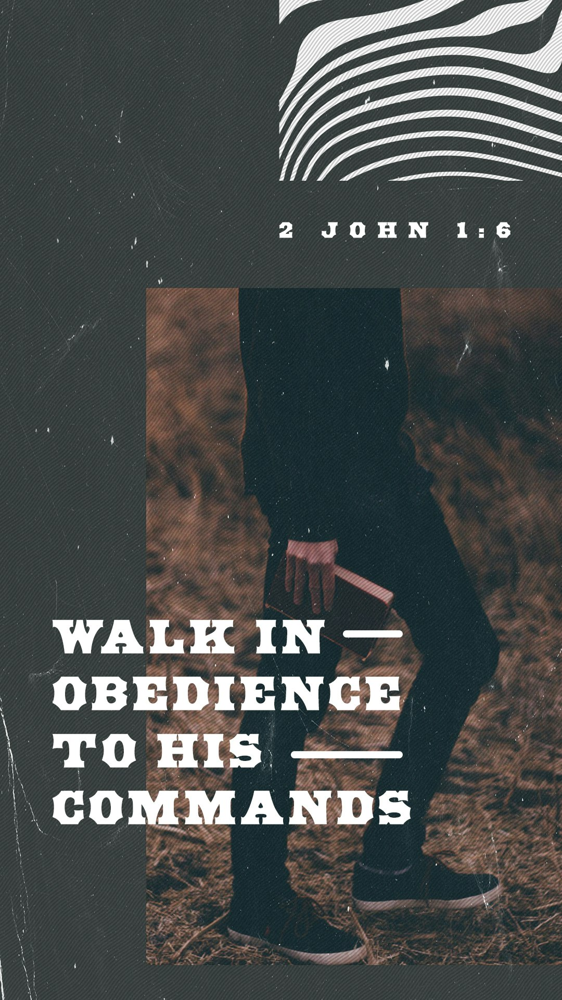 2 JOHN 1:6
WALK IN
OBEDIENCE
TO HIS
COMMANDS